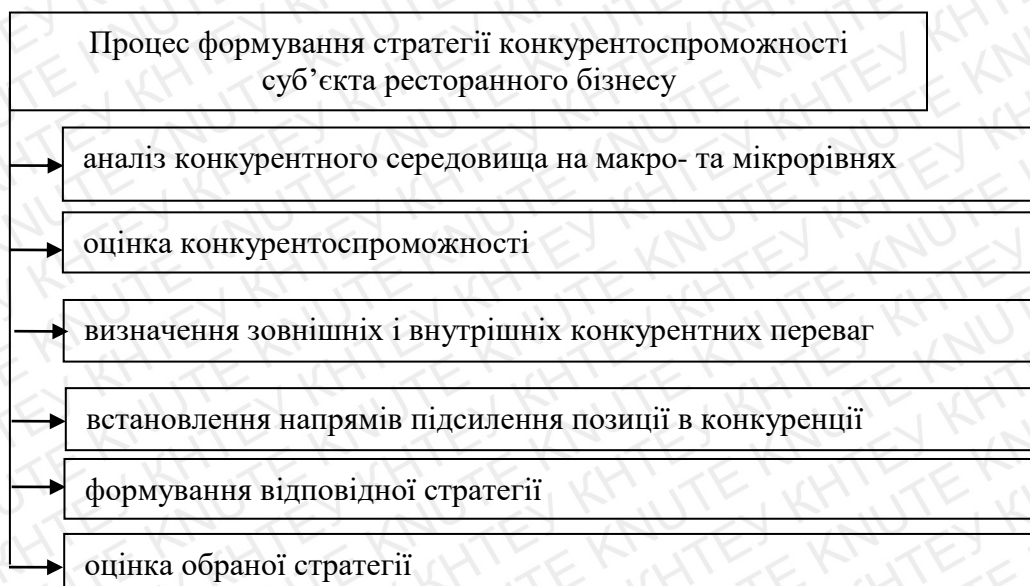 Процес формування стратегії конкурентоспроможності
суб’єкта ресторанного бізнесу
аналіз конкурентного середовища на макро- та мікрорівнях
оцінка конкурентоспроможності
визначення зовнішніх і внутрішніх конкурентних переваг
встановлення напрямів підсилення позиції в конкуренції
формування відповідної стратегії
оцінка обраної стратегії